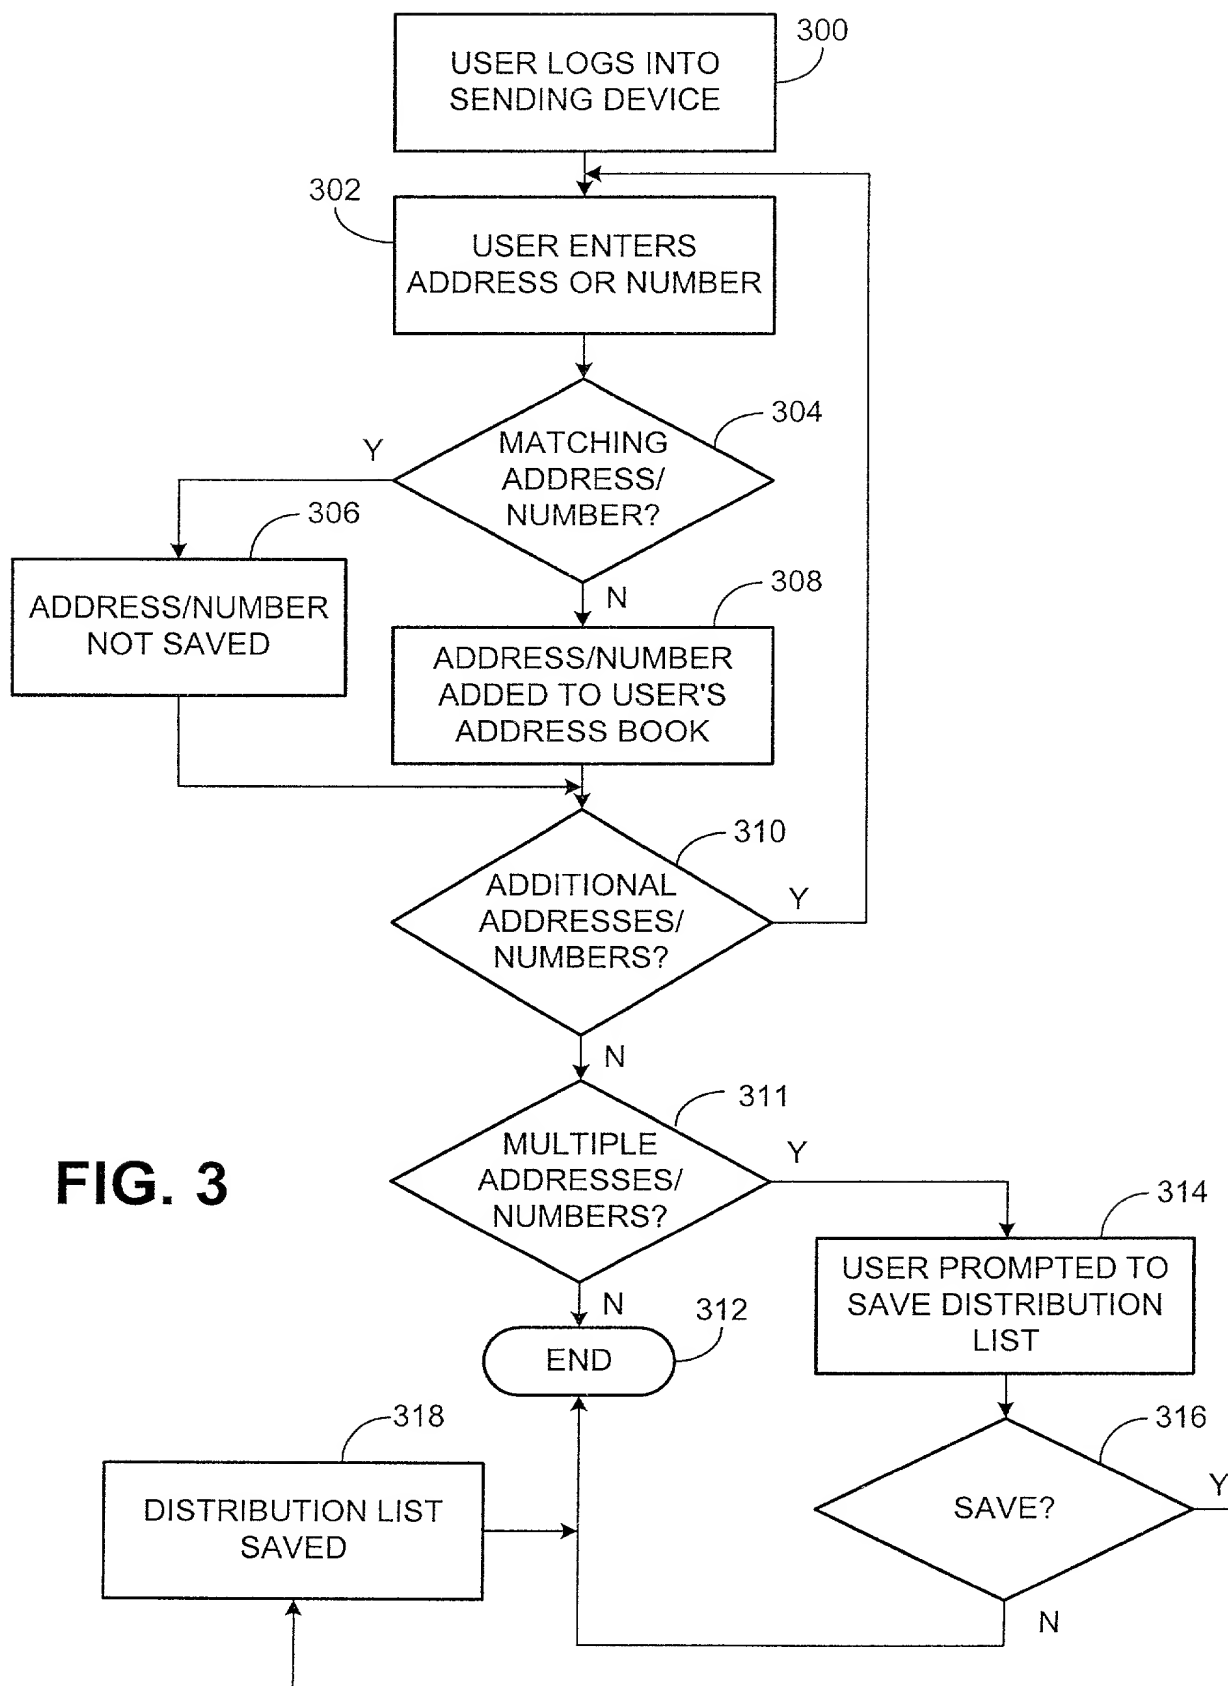 300
USER LOGS INTO
SENDING DEVICE
302
USER ENTERS
ADDRESS OR NUMBER
304
MATCHING
ADDRESS/
NUMBER?
Y
306
ADDRESS/NUMBER
NOT SAVED
N
308
ADDRESS/NUMBER
ADDED TO USER'S
ADDRESS BOOK
310
ADDITIONAL
ADDRESSES/
NUMBERS?
Y
N
311
MULTIPLE
ADDRESSES/
NUMBERS?
Y
FIG. 3
314
USER PROMPTED TO
SAVE DISTRIBUTION
LIST
N
312
END
316
SAVE?
Y
N
318
DISTRIBUTION LIST
SAVED